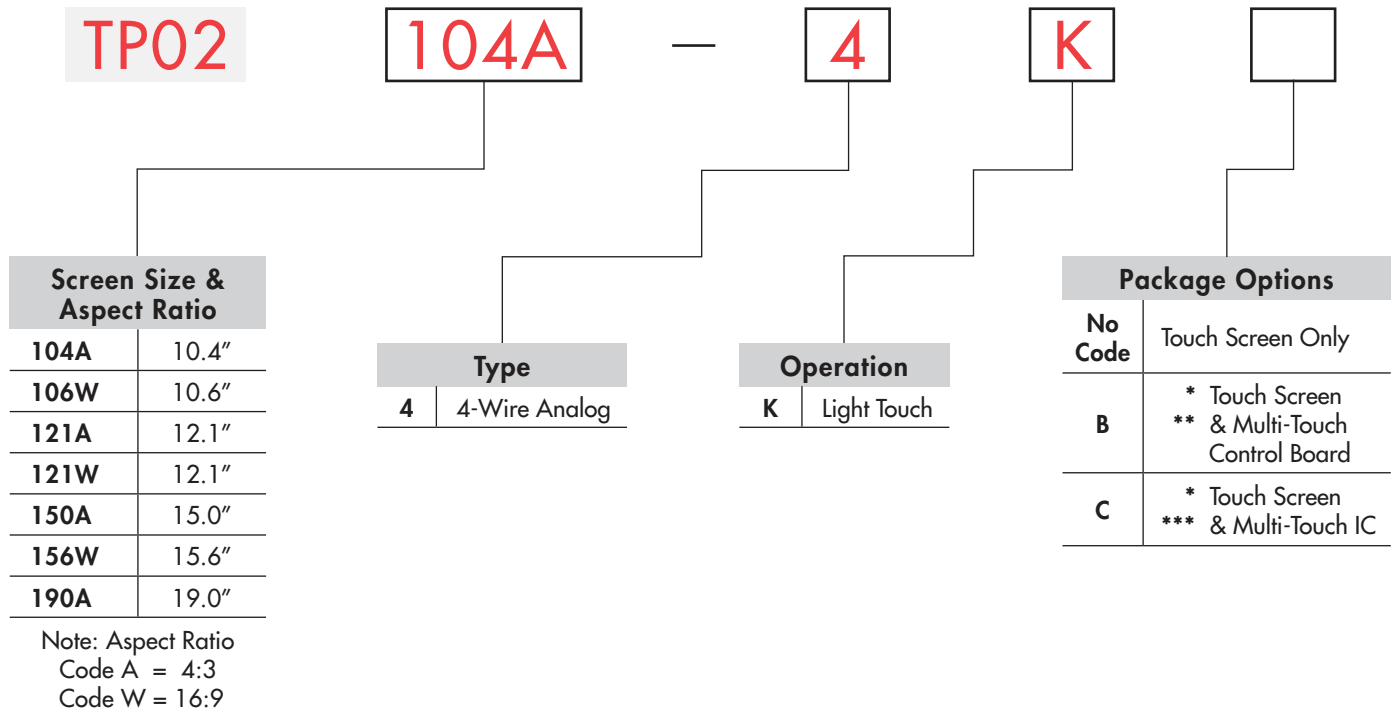 TP02 104A — 4 K
Screen Size &
Aspect Ratio
104A 10.4″
106W 10.6″
121A 12.1″
121W 12.1″
150A 15.0″
156W 15.6″
190A 19.0″
Note: Aspect Ratio
Code A = 4:3
Code W = 16:9
Type
4 4-Wire Analog
Operation
K Light Touch
Package Options
No
Code
Touch Screen Only
B
* Touch Screen
** & Multi-Touch
Control Board
C
* Touch Screen
*** & Multi-Touch IC